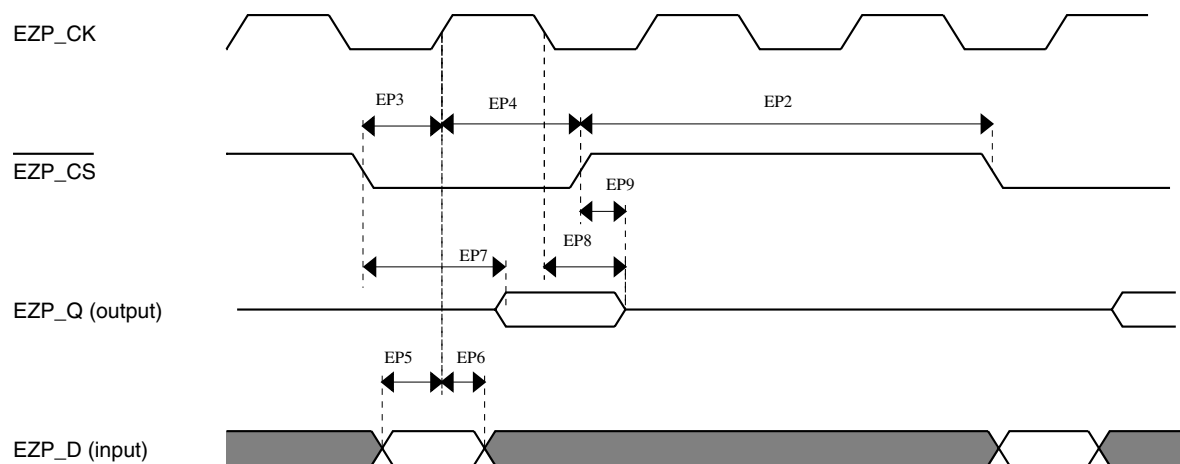 EZP_CK
EP3
EP4
EP2
EZP_CS
EP9
EP8
EP7
EZP_Q (output)
EP5
EP6
EZP_D (input)